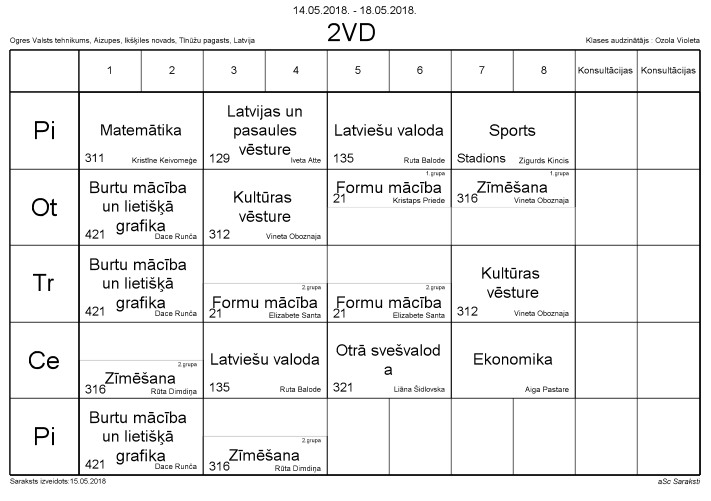 14.05.2018. - 18.05.2018.
2VD
Ogres Valsts tehnikums, Aizupes, Ikšķiles novads, Tīnūžu pagasts, Latvija
Klases audzinātājs : Ozola Violeta
1 2 3 4 5 6 7 8 Konsultācijas Konsultācijas
Pi
Matemātika
311 Kristīne Keivomeģe
Latvijas un
pasaules
vēsture
129 Iveta Atte
Latviešu valoda
135 Ruta Balode
Sports
Stadions Zigurds Kincis
Ot
Burtu mācība
un lietišķā
grafika
421 Dace Runča
Kultūras
vēsture
312 Vineta Oboznaja
1.grupa
Formu mācība
21 Kristaps Priede
1.grupa
Zīmēšana
316 Vineta Oboznaja
Tr
Burtu mācība
un lietišķā
grafika
421 Dace Runča
2.grupa
Formu mācība
21 Elizabete Santa
2.grupa
Formu mācība
21 Elizabete Santa
Kultūras
vēsture
312 Vineta Oboznaja
Ce
2.grupa
Zīmēšana
316 Rūta Dimdiņa
Latviešu valoda
135 Ruta Balode
Otrā svešvalod
a
321 Liāna Šidlovska
Ekonomika
Aiga Pastare
Pi
Burtu mācība
un lietišķā
grafika
421 Dace Runča
2.grupa
Zīmēšana
316 Rūta Dimdiņa
Saraksts izveidots:15.05.2018
aSc Saraksti